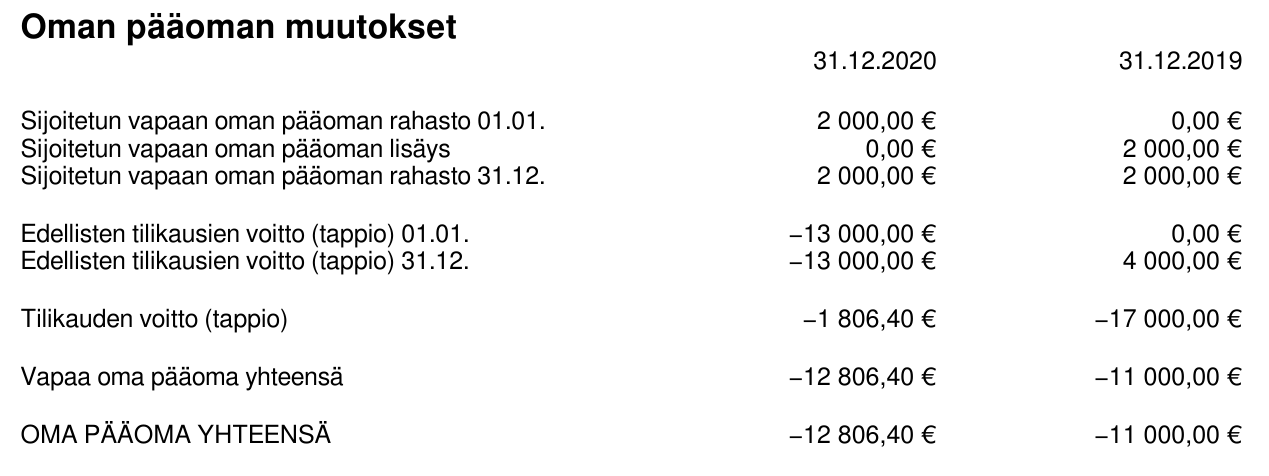 Oman pääoman muutokset
31.12.2020 31.12.2019
Sijoitetun vapaan oman pääoman rahasto 01.01. 2 000,00 € 0,00 €
Sijoitetun vapaan oman pääoman lisäys 0,00 € 2 000,00 €
Sijoitetun vapaan oman pääoman rahasto 31.12. 2 000,00 € 2 000,00 €
Edellisten tilikausien voitto (tappio) 01.01. −13 000,00 € 0,00 €
Edellisten tilikausien voitto (tappio) 31.12. −13 000,00 € 4 000,00 €
Tilikauden voitto (tappio) −1 806,40 € −17 000,00 €
Vapaa oma pääoma yhteensä −12 806,40 € −11 000,00 €
OMA PÄÄOMA YHTEENSÄ −12 806,40 € −11 000,00 €